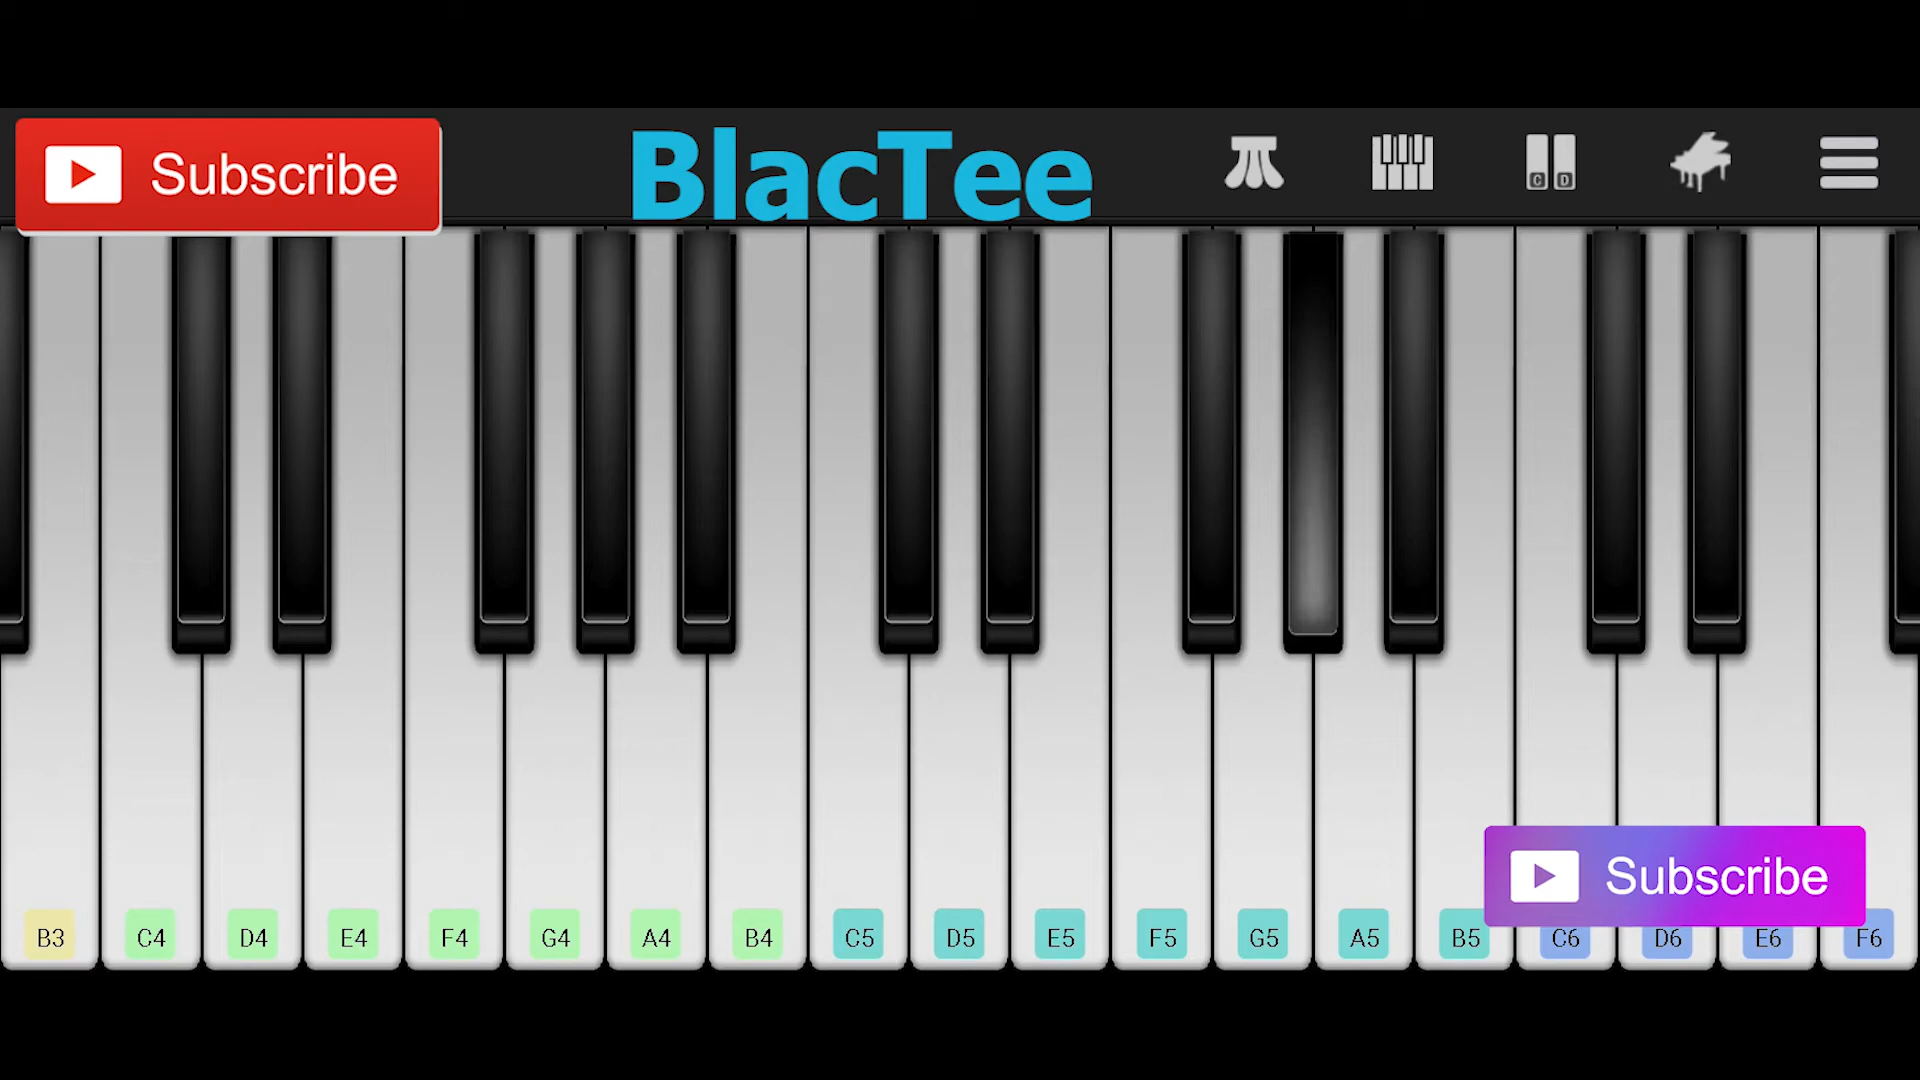 Subscribe
BlacTee
C D
Subscribe
B3 C4 D4 E4 F4 G4 A4 B4 C5 D5 E5 F5 G5 A5 B5 C6 D6 E6 F6